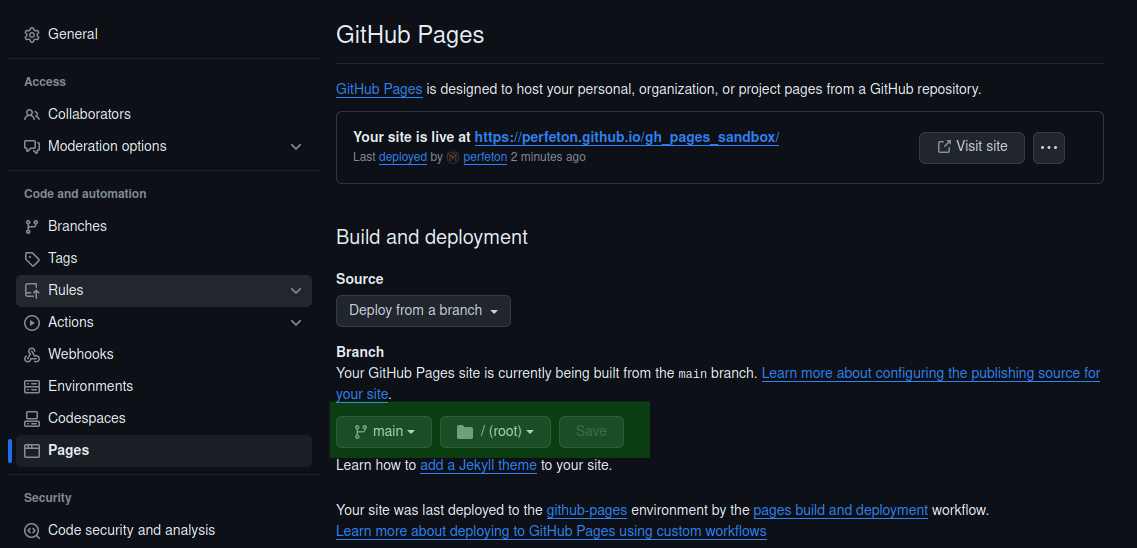 General
Access
Collaborators
Moderation options
Code and automation
Branches
Tags
Rules
Actions
Webhooks
Environments
Codespaces
Pages
Security
Code security and analysis
GitHub Pages
GitHub Pages is designed to host your personal, organization, or project pages from a GitHub repository.
Your site is live at https://perfeton.github.io/gh_pages_sandbox/
Last deployed by perfeton 2 minutes ago
Visit site
Build and deployment
Source
Deploy from a branch
Branch
Your GitHub Pages site is currently being built from the main branch. Learn more about configuring the publishing source for
your site.
main / (root) Save
Learn how to add a Jekyll theme to your site.
Your site was last deployed to the github-pages environment by the pages build and deployment workflow.
Learn more about deploying to GitHub Pages using custom workflows